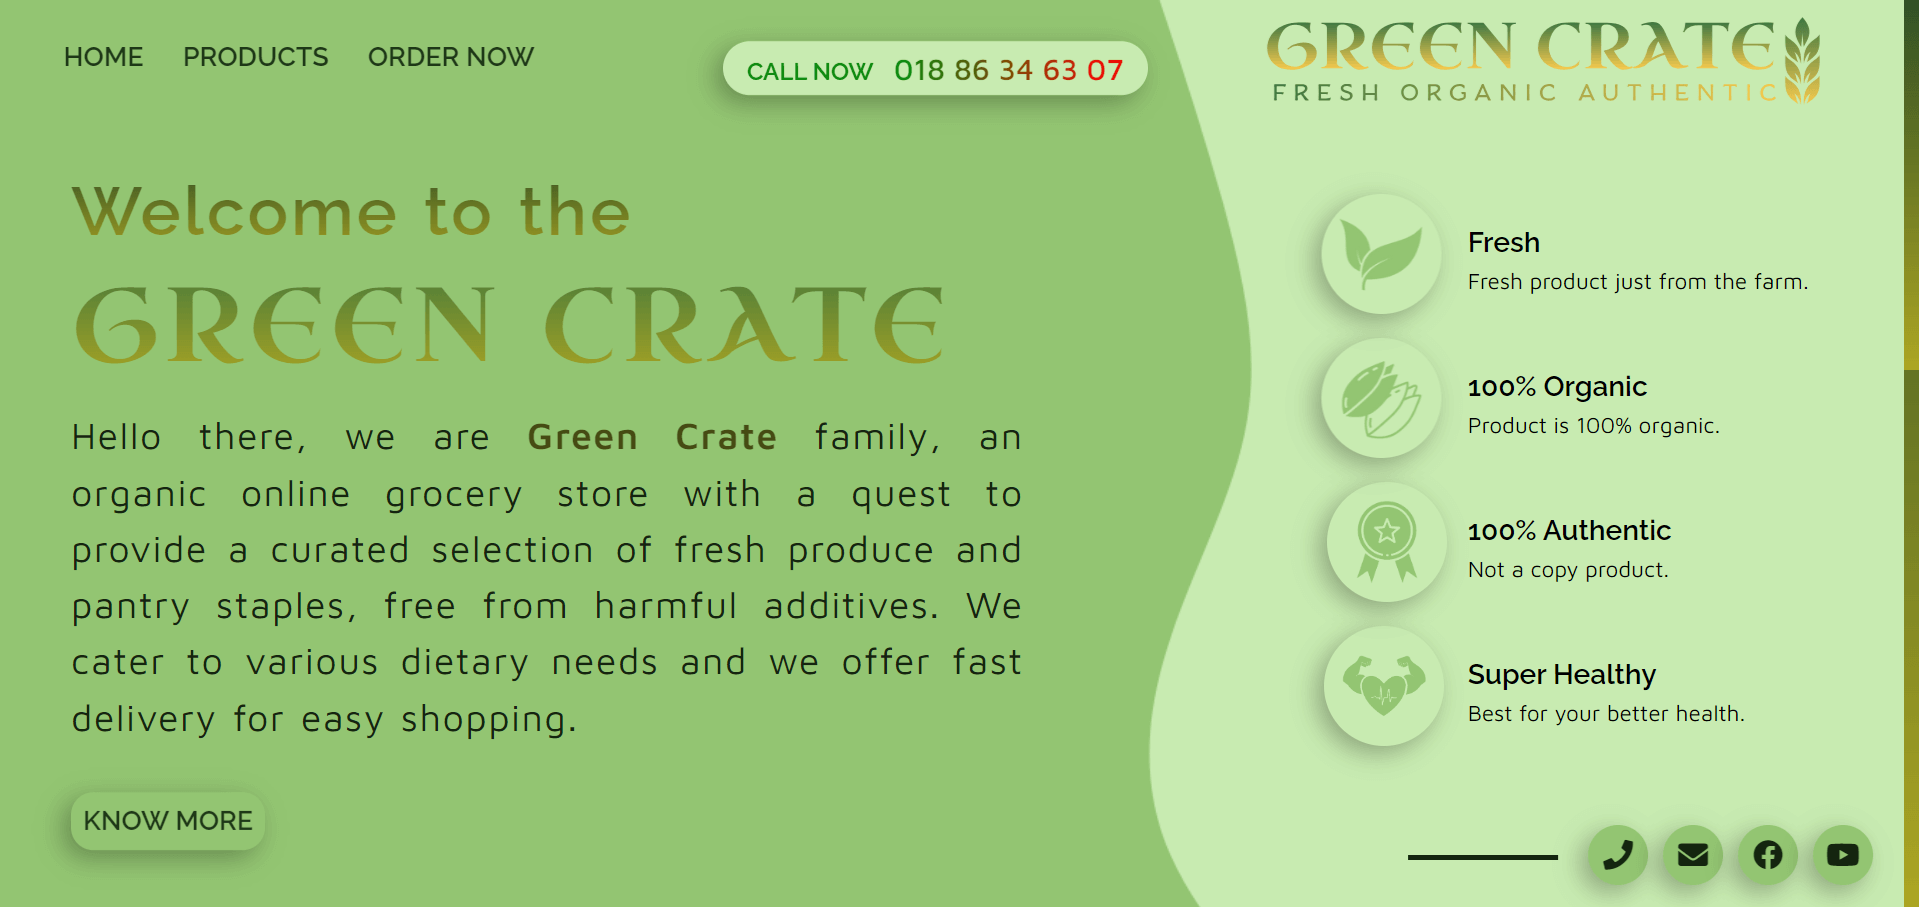 HOME PRODUCTS ORDER NOW
CALL NOW 018 86 34 63 07
GREEN CRATE
FRESH ORGANIC AUTHENTIC
Welcome to the
GREEN CRATE
Hello there, we are Green Crate family, an
organic online grocery store with a quest to
provide a curated selection of fresh produce and
pantry staples, free from harmful additives. We
cater to various dietary needs and we offer fast
delivery for easy shopping.
KNOW MORE
Fresh
Fresh product just from the farm.
100% Organic
Product is 100% organic.
100% Authentic
Not a copy product.
Super Healthy
Best for your better health.